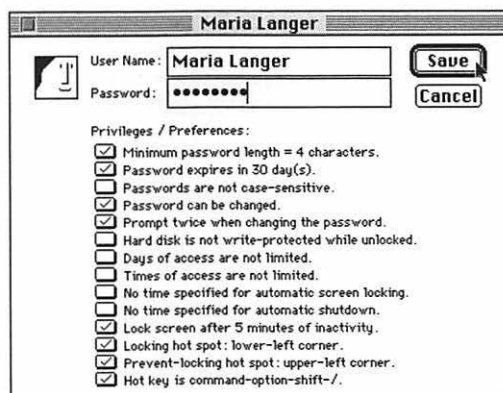 Maria Langer
User Name: Maria Langer
Save
Password: ••••••••
Cancel
Privileges / Preferences:
Minimum password length = 4 characters.
Password expires in 30 day(s).
Passwords are not case-sensitive.
Password can be changed.
Prompt twice when changing the password.
Hard disk is not write-protected while unlocked.
Days of access are not limited.
Times of access are not limited.
No time specified for automatic screen locking.
No time specified for automatic shutdown.
Lock screen after 5 minutes of inactivity.
Locking hot spot: lower-left corner.
Prevent-locking hot spot: upper-left corner.
Hot key is command-option-shift-/.